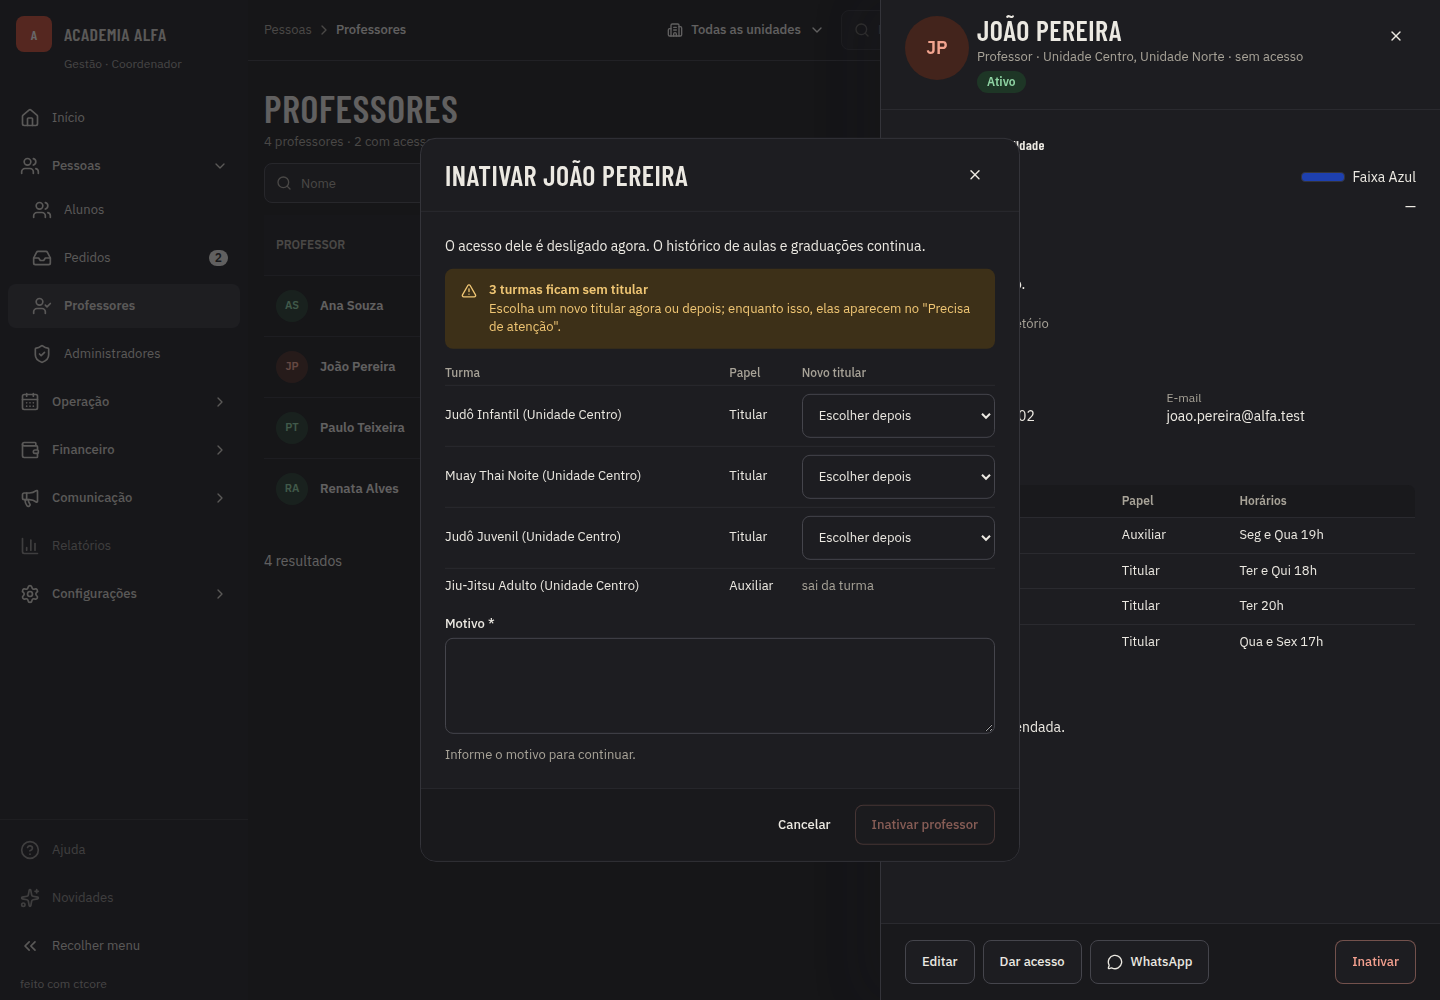 A
ACADEMIA ALFA
Gestão · Coordenador
Início
Pessoas
Alunos
Pedidos
2
Professores
Administradores
Operação
Financeiro
Comunicação
Relatórios
Configurações
Ajuda
Novidades
Recolher menu
feito com ctcore
Pessoas
Professores
Todas as unidades
PROFESSORES
4 professores · 2 com
Nome
PROFESSOR
AS
Ana Souza
JP
João Pereira
PT
Paulo Teixeira
RA
Renata Alves
4 resultados
INATIVAR JOÃO PEREIRA
O acesso dele é desligado agora. O histórico de aulas e graduações continua.
3 turmas ficam sem titular
Escolha um novo titular agora ou depois; enquanto isso, elas aparecem no "Precisa
de atenção".
Turma Papel Novo titular
Judô Infantil (Unidade Centro) Titular Escolher depois
Muay Thai Noite (Unidade Centro) Titular Escolher depois
Judô Juvenil (Unidade Centro) Titular Escolher depois
Jiu-Jitsu Adulto (Unidade Centro) Auxiliar sai da turma
Motivo *
Informe o motivo para continuar.
Cancelar
Inativar professor
JP
JOÃO PEREIRA
Professor · Unidade Centro, Unidade Norte · sem acesso
Ativo
Faixa Azul
—
02
E-mail
joao.pereira@alfa.test
Papel Horários
Auxiliar Seg e Qua 19h
Titular Ter e Qui 18h
Titular Ter 20h
Titular Qua e Sex 17h
Editar
Dar acesso
WhatsApp
Inativar